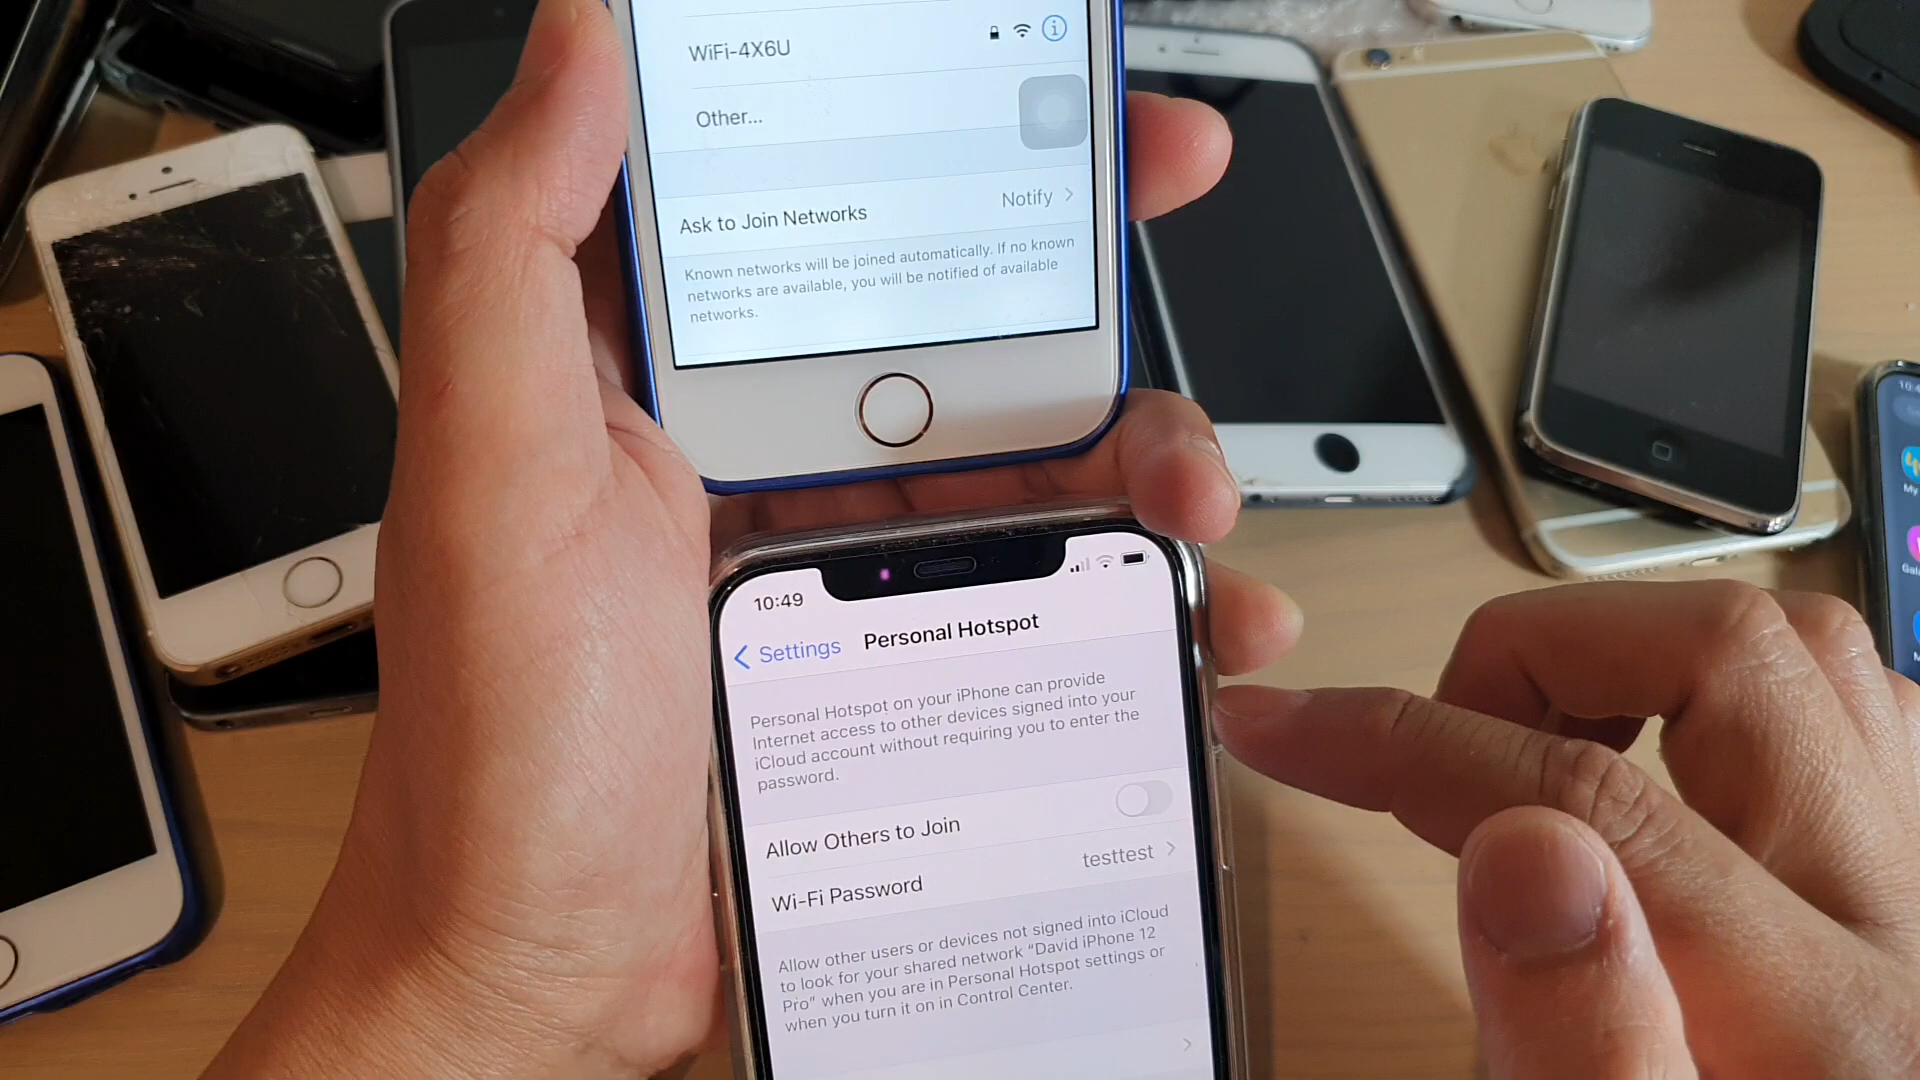 WiFi-4X6U
Other...
Ask to Join Networks Notify
Known networks will be joined automatically. If no known
networks are available, you will be notified of available
networks.
10:49
Settings Personal Hotspot
Personal Hotspot on your iPhone can provide
Internet access to other devices signed into your
iCloud account without requiring you to enter the
password.
Allow Others to Join
Wi-Fi Password testtest
Allow other users or devices not signed into iCloud
to look for your shared network “David iPhone 12
Pro” when you are in Personal Hotspot settings or
when you turn it on in Control Center.
My